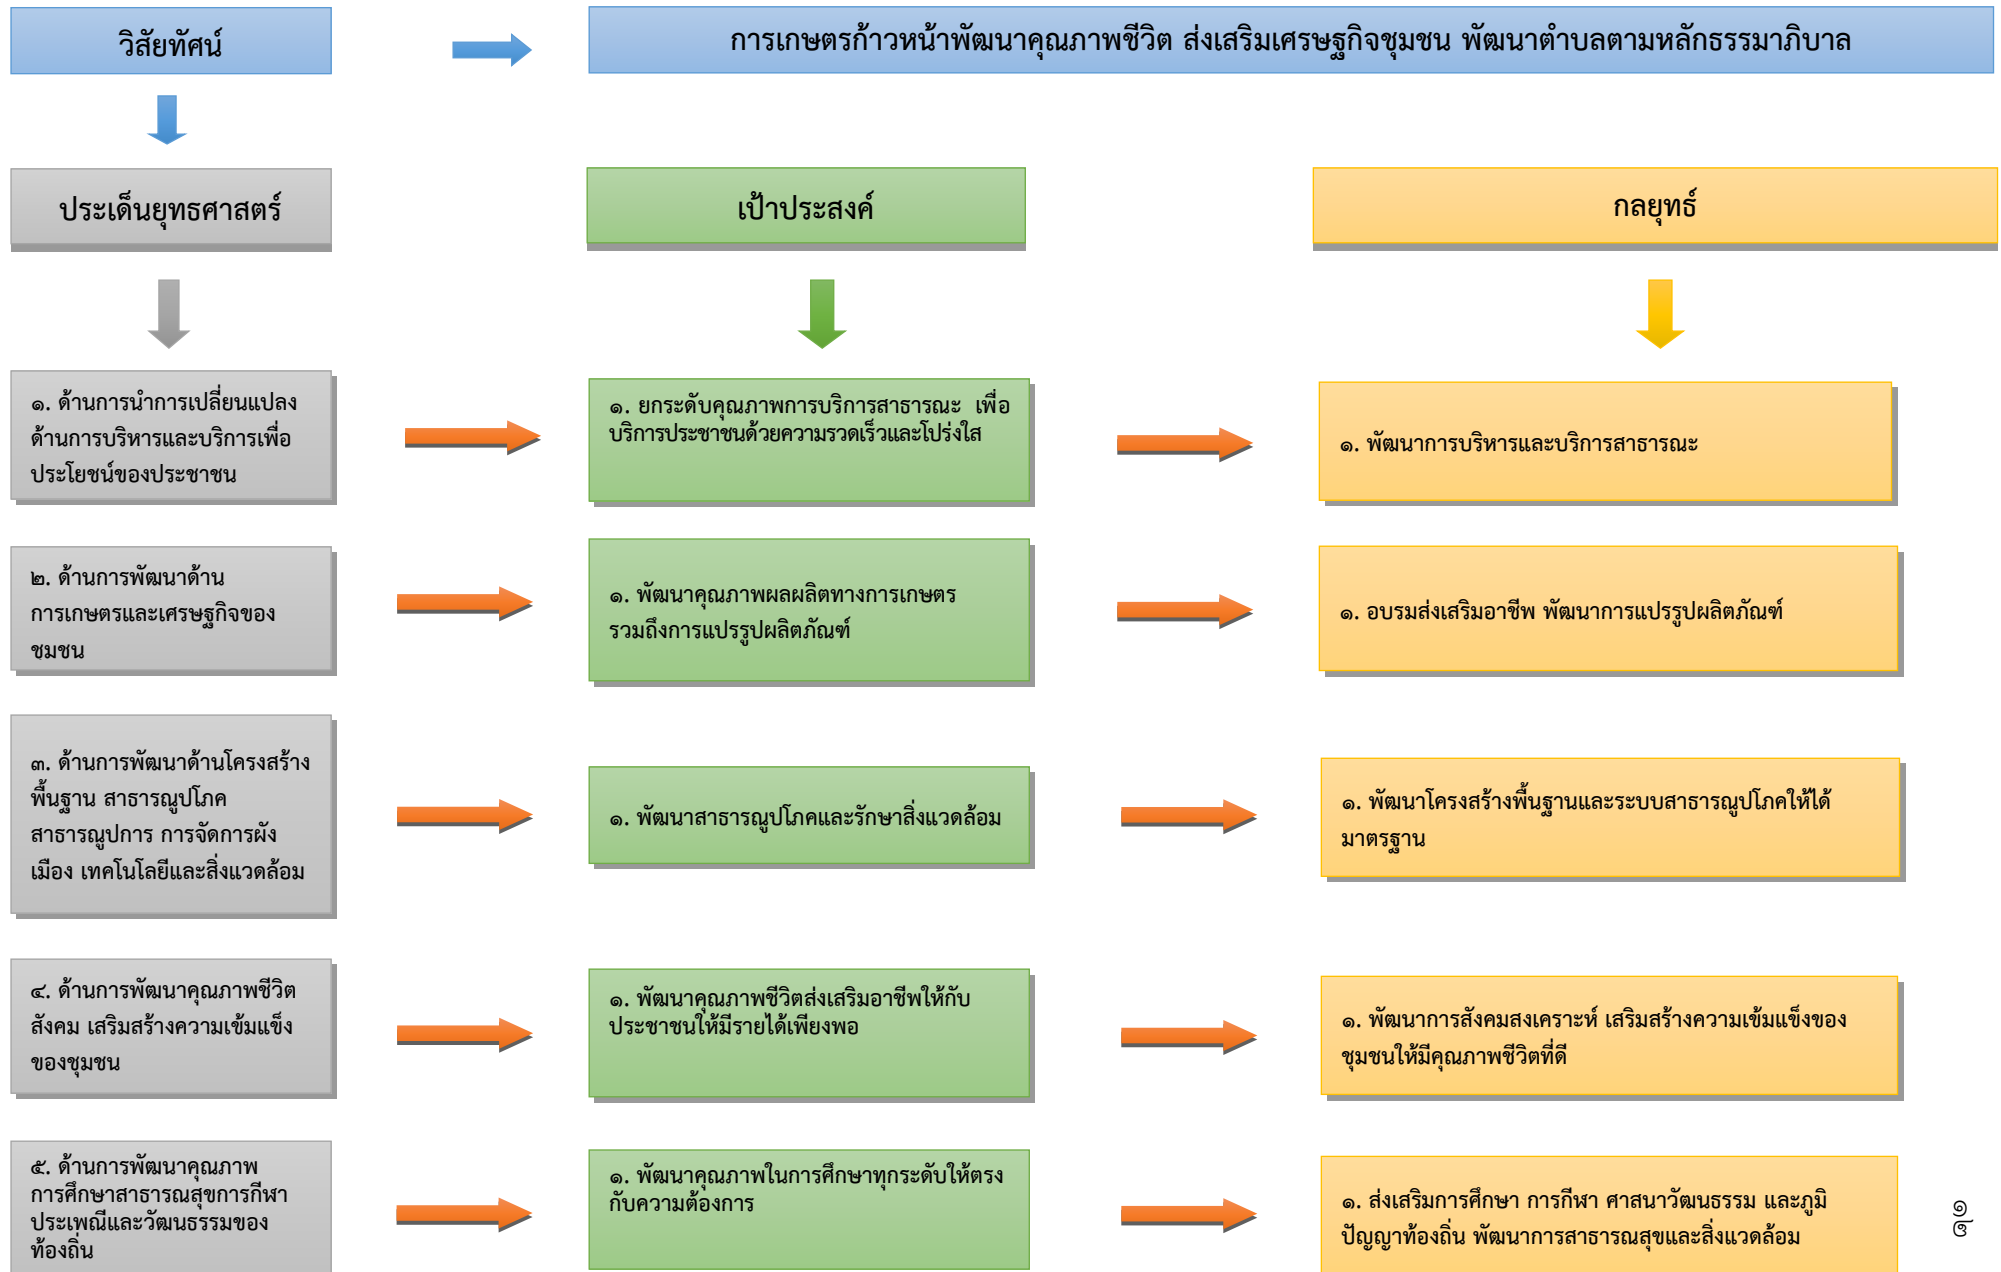 วิสัยทัศน์
การเกษตรก้าวหน้าพัฒนาคุณภาพชีวิต ส่งเสริมเศรษฐกิจชุมชน พัฒนาตำบลตามหลักธรรมาภิบาล
ประเด็นยุทธศาสตร์
เป้าประสงค์
กลยุทธ์
๑. ด้านการนำการเปลี่ยนแปลง
ด้านการบริหารและบริการเพื่อ
ประโยชน์ของประชาชน
๑. ยกระดับคุณภาพการบริการสาธารณะ เพื่อ
บริการประชาชนด้วยความรวดเร็วและโปร่งใส
๑. พัฒนาการบริหารและบริการสาธารณะ
๒. ด้านการพัฒนาด้าน
การเกษตรและเศรษฐกิจของ
ชุมชน
๑. พัฒนาคุณภาพผลผลิตทางการเกษตร
รวมถึงการแปรรูปผลิตภัณฑ์
๑. อบรมส่งเสริมอาชีพ พัฒนาการแปรรูปผลิตภัณฑ์
๓. ด้านการพัฒนาด้านโครงสร้าง
พื้นฐาน สาธารณูปโภค
สาธารณูปการ การจัดการผัง
เมือง เทคโนโลยีและสิ่งแวดล้อม
๑. พัฒนาสาธารณูปโภคและรักษาสิ่งแวดล้อม
๑. พัฒนาโครงสร้างพื้นฐานและระบบสาธารณูปโภคให้ได้
มาตรฐาน
๔. ด้านการพัฒนาคุณภาพชีวิต
สังคม เสริมสร้างความเข้มแข็ง
ของชุมชน
๑. พัฒนาคุณภาพชีวิตส่งเสริมอาชีพให้กับ
ประชาชนให้มีรายได้เพียงพอ
๑. พัฒนาการสังคมสงเคราะห์ เสริมสร้างความเข้มแข็งของ
ชุมชนให้มีคุณภาพชีวิตที่ดี
๕. ด้านการพัฒนาคุณภาพ
การศึกษาสาธารณสุขการกีฬา
ประเพณีและวัฒนธรรมของ
ท้องถิ่น
๑. พัฒนาคุณภาพในการศึกษาทุกระดับให้ตรง
กับความต้องการ
๑. ส่งเสริมการศึกษา การกีฬา ศาสนาวัฒนธรรม และภูมิ
ปัญญาท้องถิ่น พัฒนาการสาธารณสุขและสิ่งแวดล้อม
๑๒